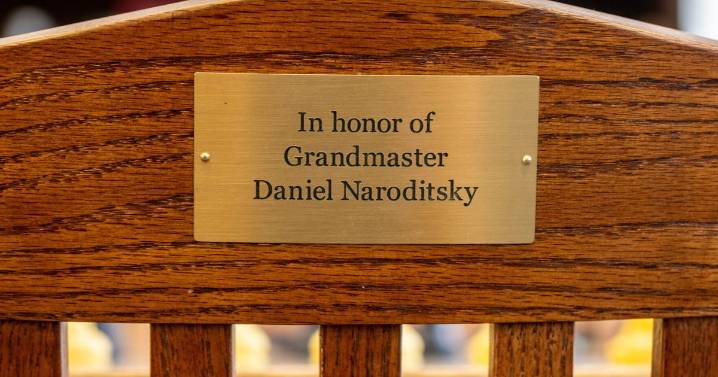 In honor of
Grandmaster
Daniel Naroditsky